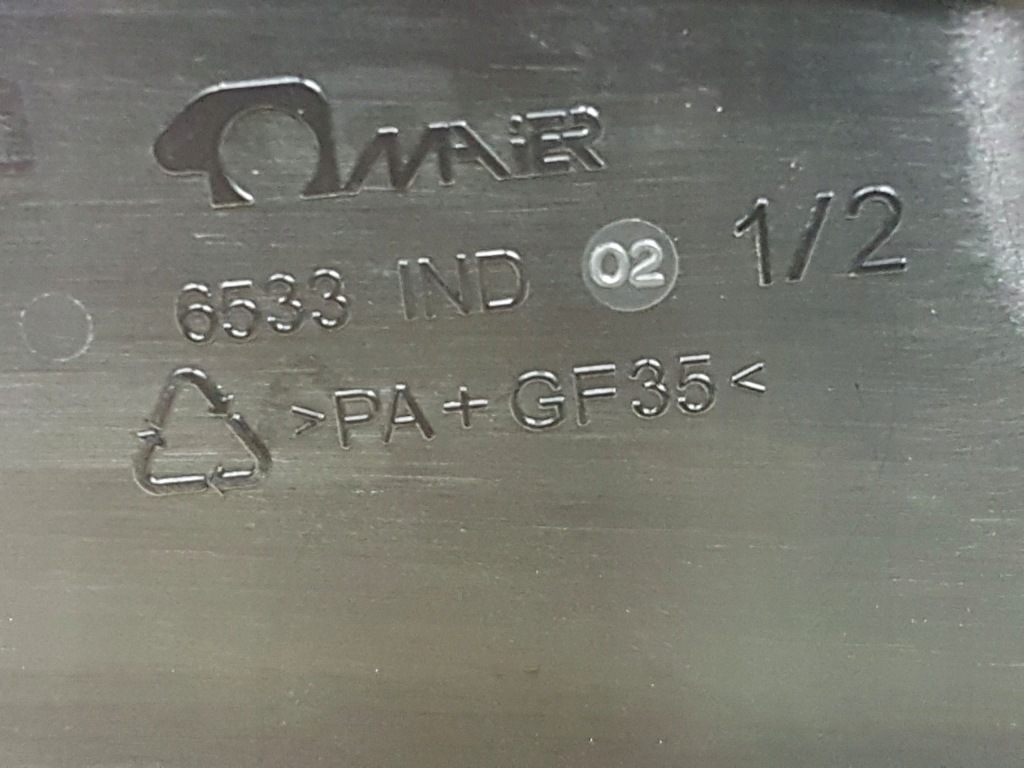 MAiER
6533 IND 02 1/2
>PA+GF35<